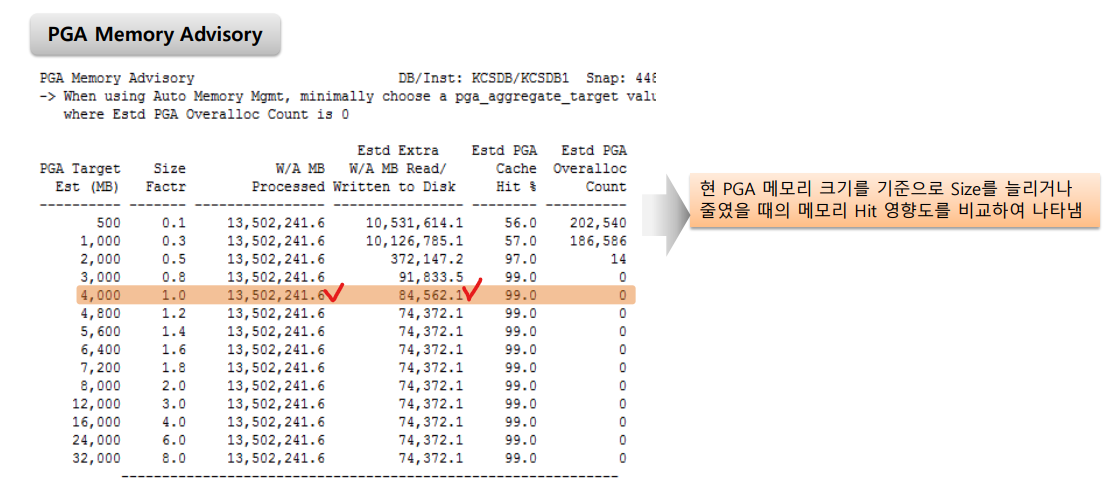 PGA Memory Advisory
PGA Memory Advisory DB/Inst: KCSDB/KCSDB1 Snap: 448
-> When using Auto Memory Mgmt, minimally choose a pga_aggregate_target valu
where Estd PGA Overalloc Count is 0
Estd Extra Estd PGA Estd PGA
PGA Target Size W/A MB W/A MB Read/ Cache Overalloc
Est (MB) Factr Processed Written to Disk Hit % Count
---------- ------- ---------------- ---------------- -------- ----------
500 0.1 13,502,241.6 10,531,614.1 56.0 202,540
1,000 0.3 13,502,241.6 10,126,785.1 57.0 186,586
2,000 0.5 13,502,241.6 372,147.2 97.0 14
3,000 0.8 13,502,241.6 91,833.5 99.0 0
4,000 1.0 13,502,241.6 84,562.1 99.0 0
4,800 1.2 13,502,241.6 74,372.1 99.0 0
5,600 1.4 13,502,241.6 74,372.1 99.0 0
6,400 1.6 13,502,241.6 74,372.1 99.0 0
7,200 1.8 13,502,241.6 74,372.1 99.0 0
8,000 2.0 13,502,241.6 74,372.1 99.0 0
12,000 3.0 13,502,241.6 74,372.1 99.0 0
16,000 4.0 13,502,241.6 74,372.1 99.0 0
24,000 6.0 13,502,241.6 74,372.1 99.0 0
32,000 8.0 13,502,241.6 74,372.1 99.0 0
-------------------------------------------------------------
현 PGA 메모리 크기를 기준으로 Size를 늘리거나
줄였을 때의 메모리 Hit 영향도를 비교하여 나타냄